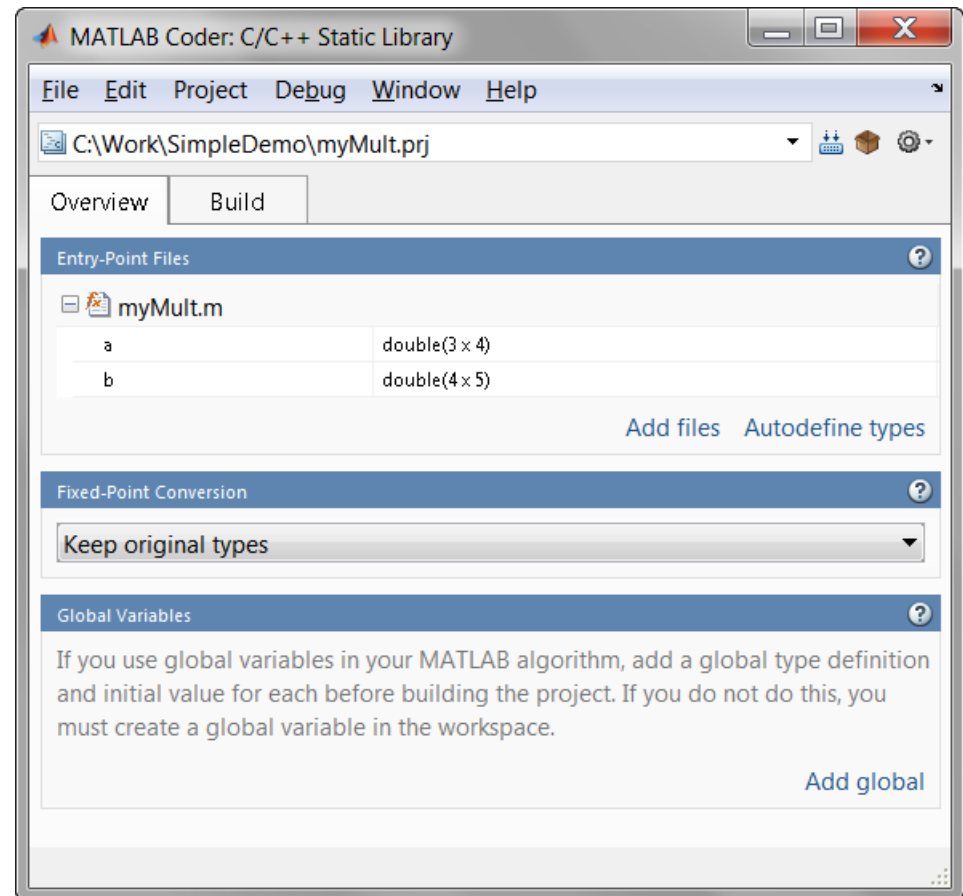 MATLAB Coder: C/C++ Static Library
File Edit Project Debug Window Help
C:\Work\SimpleDemo\myMult.prj
Overview Build
Entry-Point Files
myMult.m
a double(3 x 4)
b double(4 x 5)
Add files Autodefine types
Fixed-Point Conversion
Keep original types
Global Variables
If you use global variables in your MATLAB algorithm, add a global type definition
and initial value for each before building the project. If you do not do this, you
must create a global variable in the workspace.
Add global